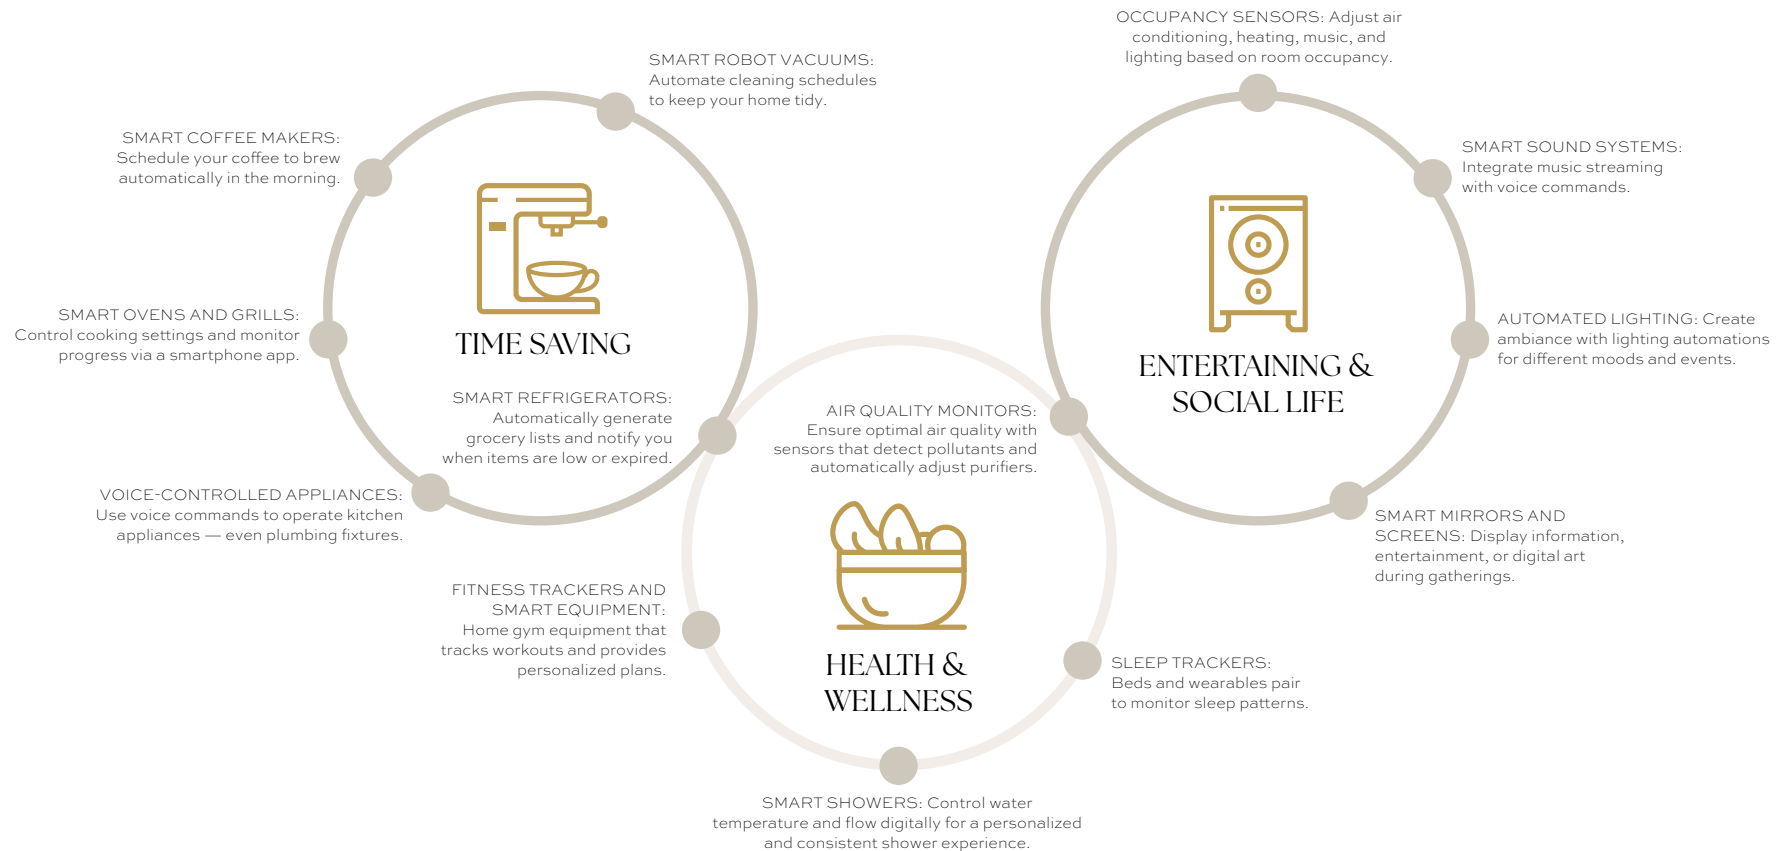 SMART ROBOT VACUUMS:
Automate cleaning schedules
to keep your home tidy.
SMART COFFEE MAKERS:
Schedule your coffee to brew
automatically in the morning.
SMART OVENS AND GRILLS:
Control cooking settings and monitor
progress via a smartphone app.
TIME SAVING
SMART REFRIGERATORS:
Automatically generate
grocery lists and notify you
when items are low or expired.
VOICE-CONTROLLED APPLIANCES:
Use voice commands to operate kitchen
appliances — even plumbing fixtures.
OCCUPANCY SENSORS: Adjust air
conditioning, heating, music, and
lighting based on room occupancy.
SMART SOUND SYSTEMS:
Integrate music streaming
with voice commands.
ENTERTAINING &
SOCIAL LIFE
AUTOMATED LIGHTING: Create
ambiance with lighting automations
for different moods and events.
SMART MIRRORS AND
SCREENS: Display information,
entertainment, or digital art
during gatherings.
AIR QUALITY MONITORS:
Ensure optimal air quality with
sensors that detect pollutants and
automatically adjust purifiers.
FITNESS TRACKERS AND
SMART EQUIPMENT:
Home gym equipment that
tracks workouts and provides
personalized plans.
HEALTH &
WELLNESS
SLEEP TRACKERS:
Beds and wearables pair
to monitor sleep patterns.
SMART SHOWERS: Control water
temperature and flow digitally for a personalized
and consistent shower experience.